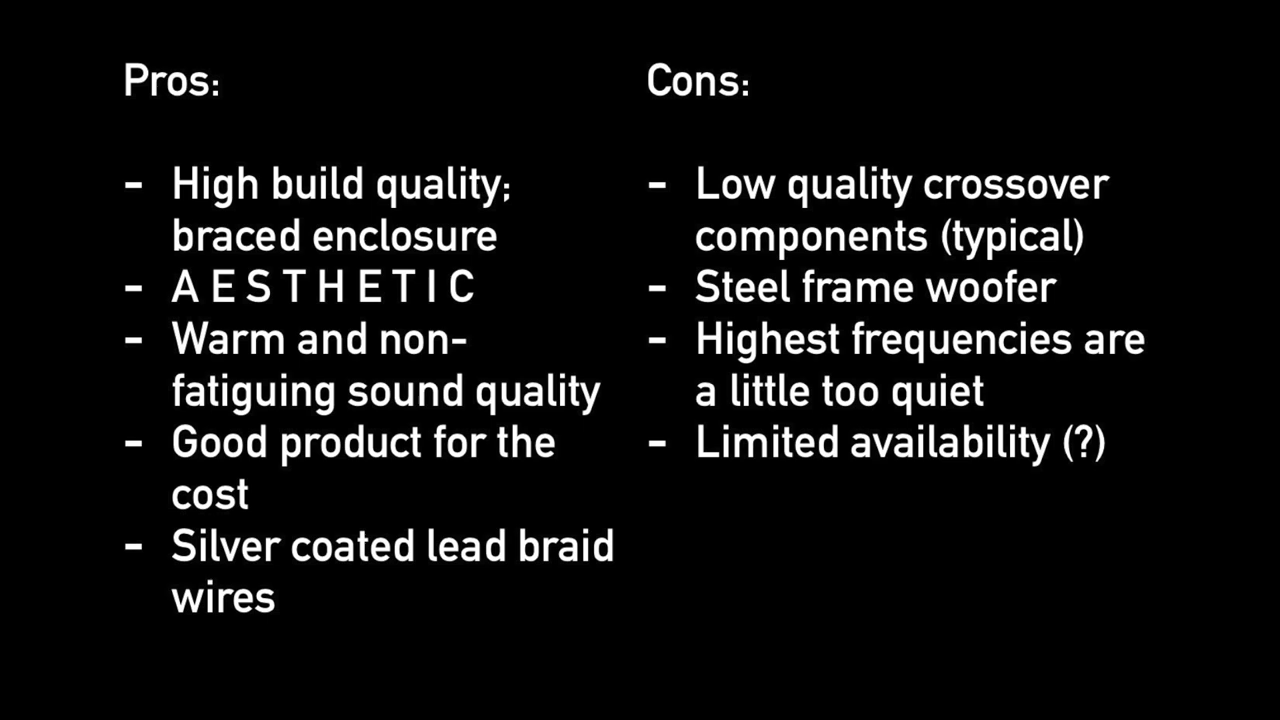 Pros:
- High build quality;
braced enclosure
- A E S T H E T I C
- Warm and non-
fatiguing sound quality
- Good product for the
cost
- Silver coated lead braid
wires
Cons:
- Low quality crossover
components (typical)
- Steel frame woofer
- Highest frequencies are
a little too quiet
- Limited availability (?)